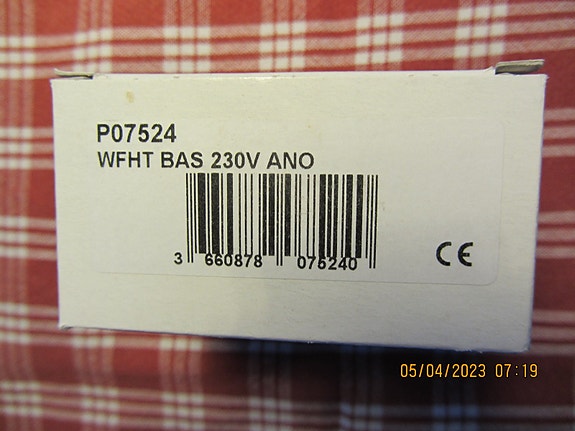 P07524
WFHT BAS 230V ANO
3 660878 075240
CE
05/04/2023 07:19